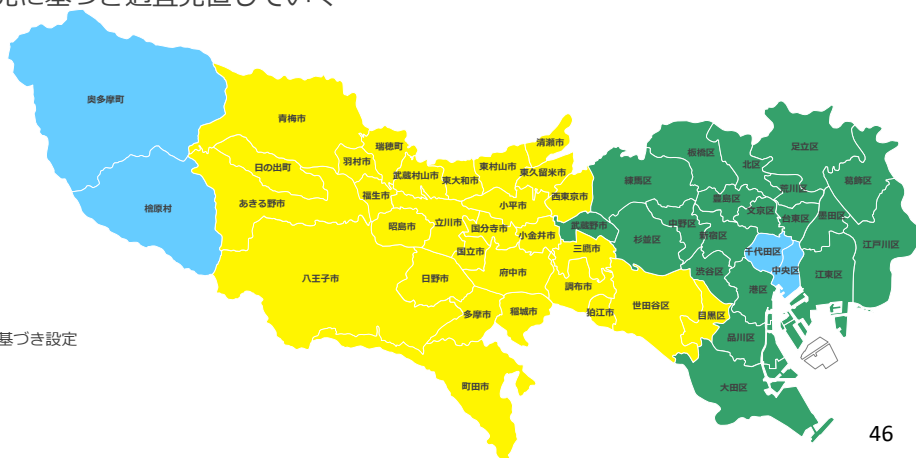 況に基づき適宜見直していく
奥多摩町
青梅市
瑞穂町
清瀬市
足立区
板橋区
北区
羽村市
武蔵村山市
東村山市
日の出町
東大和市
東久留米市
練馬区
葛飾区
荒川区
福生市
西東京市
豊島区
文京区
台東区
墨田区
檜原村
あきる野市
小平市
昭島市
立川市
国分寺市
小金井市
武蔵野市
中野区
新宿区
杉並区
千代田区
江戸川区
国立市
三鷹市
渋谷区
中央区
江東区
八王子市
日野市
府中市
調布市
世田谷区
港区
多摩市
稲城市
狛江市
目黒区
基づき設定
品川区
町田市
大田区
46